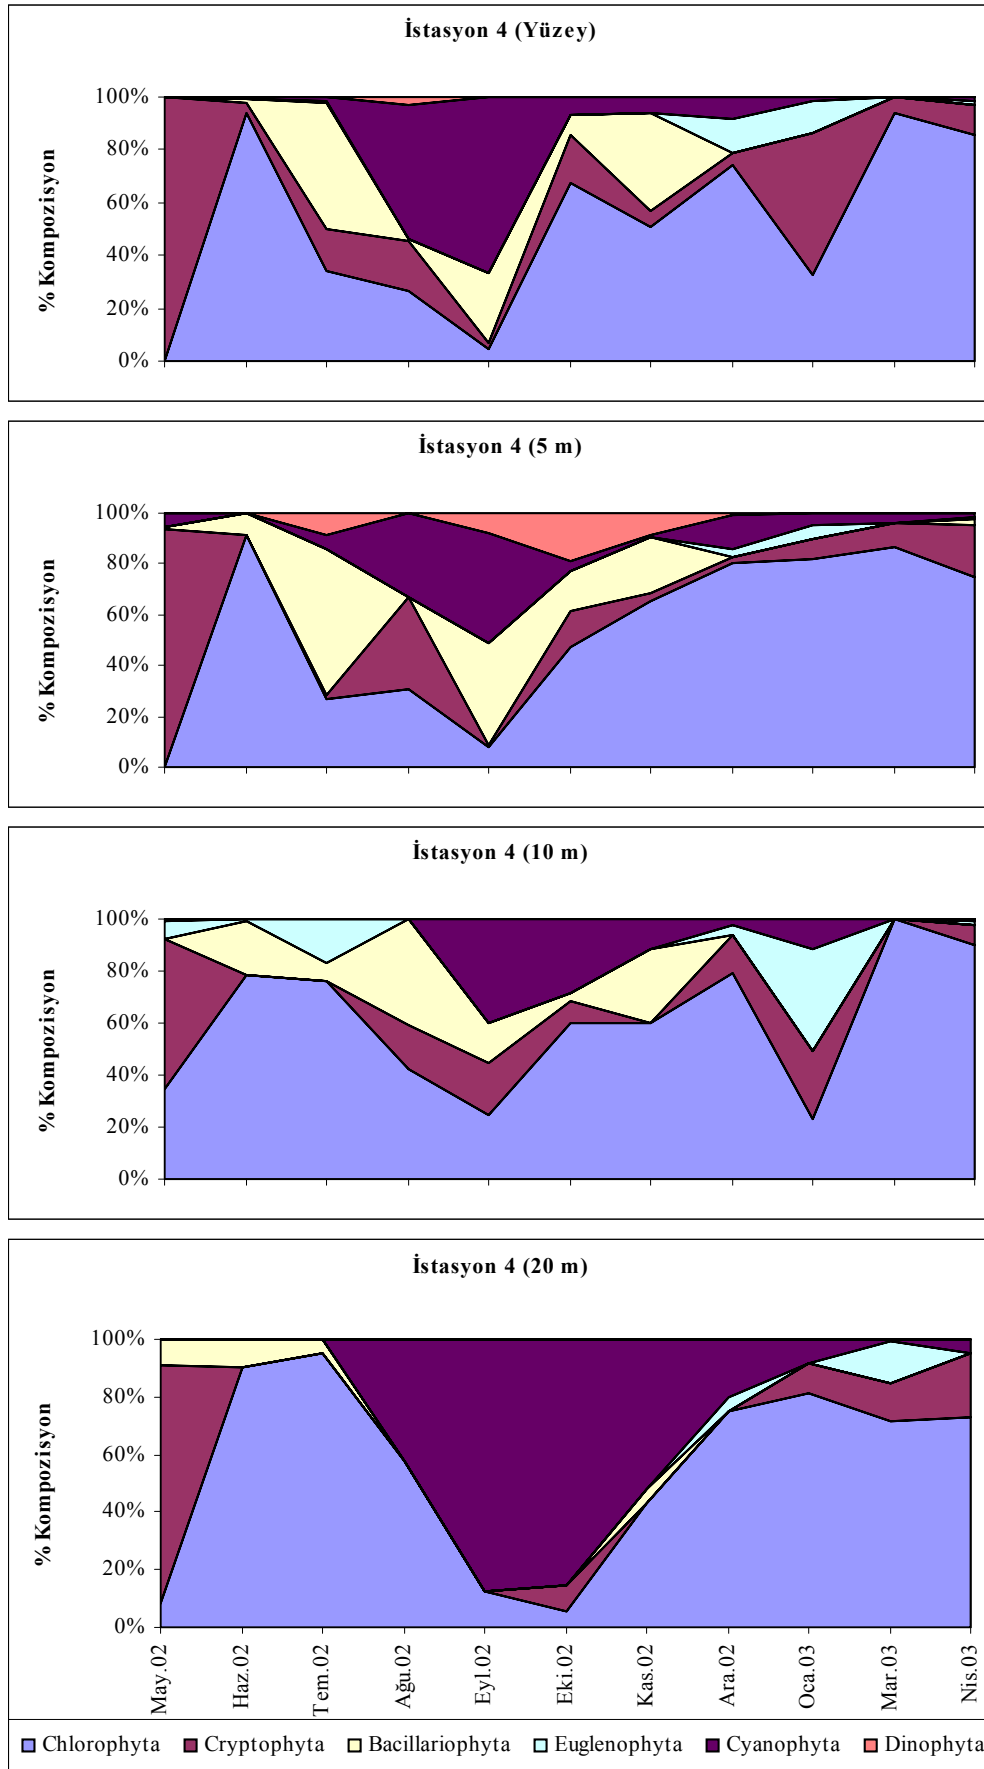 İstasyon 4 (Yüzey)
% Kompozisyon
100%
80%
60%
40%
20%
0%
İstasyon 4 (5 m)
% Kompozisyon
100%
80%
60%
40%
20%
0%
İstasyon 4 (10 m)
% Kompozisyon
100%
80%
60%
40%
20%
0%
İstasyon 4 (20 m)
% Kompozisyon
100%
80%
60%
40%
20%
0%
May.02
Haz.02
Tem.02
Ağu.02
Eyl.02
Eki.02
Kas.02
Ara.02
Oca.03
Mar.03
Nis.03
Chlorophyta Cryptophyta Bacillariophyta Euglenophyta Cyanophyta Dinophyta